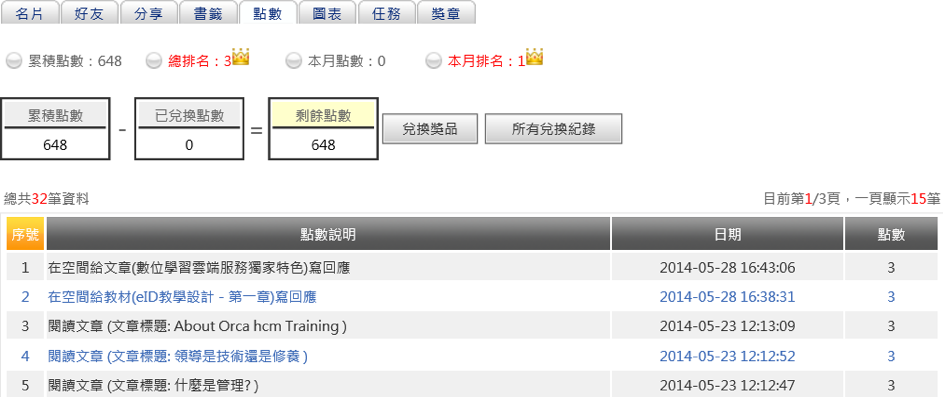 名片 好友 分享 書籤 點數 圖表 任務 獎章
累積點數：648 總排名：3 本月點數：0 本月排名：1
累積點數 已兌換點數 剩餘點數
648 - 0 = 648 兌換獎品 所有兌換紀錄
總共32筆資料 目前第1/3頁，一頁顯示15筆
序號 點數說明 日期 點數
1 在空間給文章(數位學習雲端服務獨家特色)寫回應 2014-05-28 16:43:06 3
2 在空間給教材(eID教學設計 - 第一章)寫回應 2014-05-28 16:38:31 3
3 閱讀文章 (文章標題: About Orca hcm Training ) 2014-05-23 12:13:09 3
4 閱讀文章 (文章標題: 領導是技術還是修養 ) 2014-05-23 12:12:52 3
5 閱讀文章 (文章標題: 什麼是管理? ) 2014-05-23 12:12:47 3